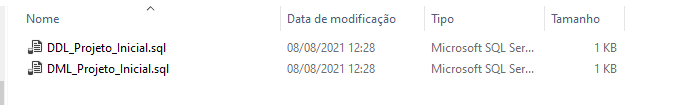 Nome Data de modificação Tipo Tamanho
DDL_Projeto_Inicial.sql 08/08/2021 12:28 Microsoft SQL Ser... 1 KB
DML_Projeto_Inicial.sql 08/08/2021 12:28 Microsoft SQL Ser... 1 KB